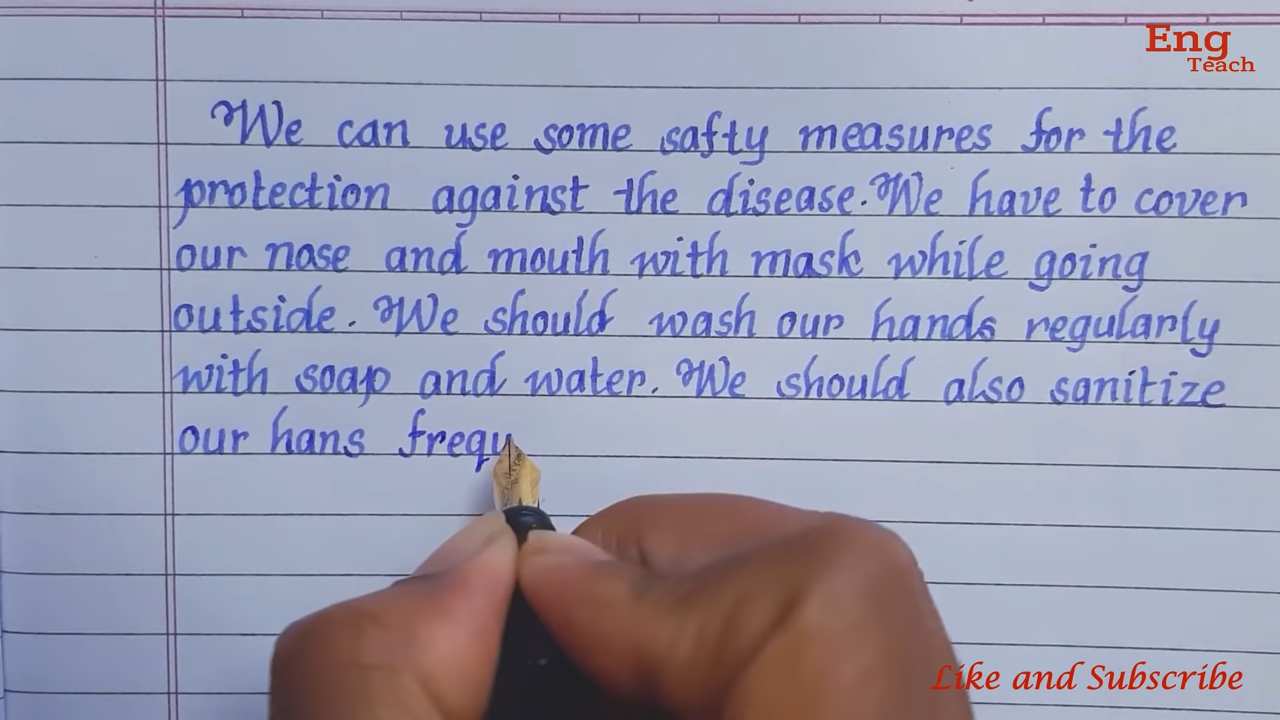 Eng
Teach
We can use some safty measures for the
protection against the disease. We have to cover
our nose and mouth with mask while going
outside. We should wash our hands regularly
with soap and water. We should also sanitize
our hans frequ
Like and Subscribe